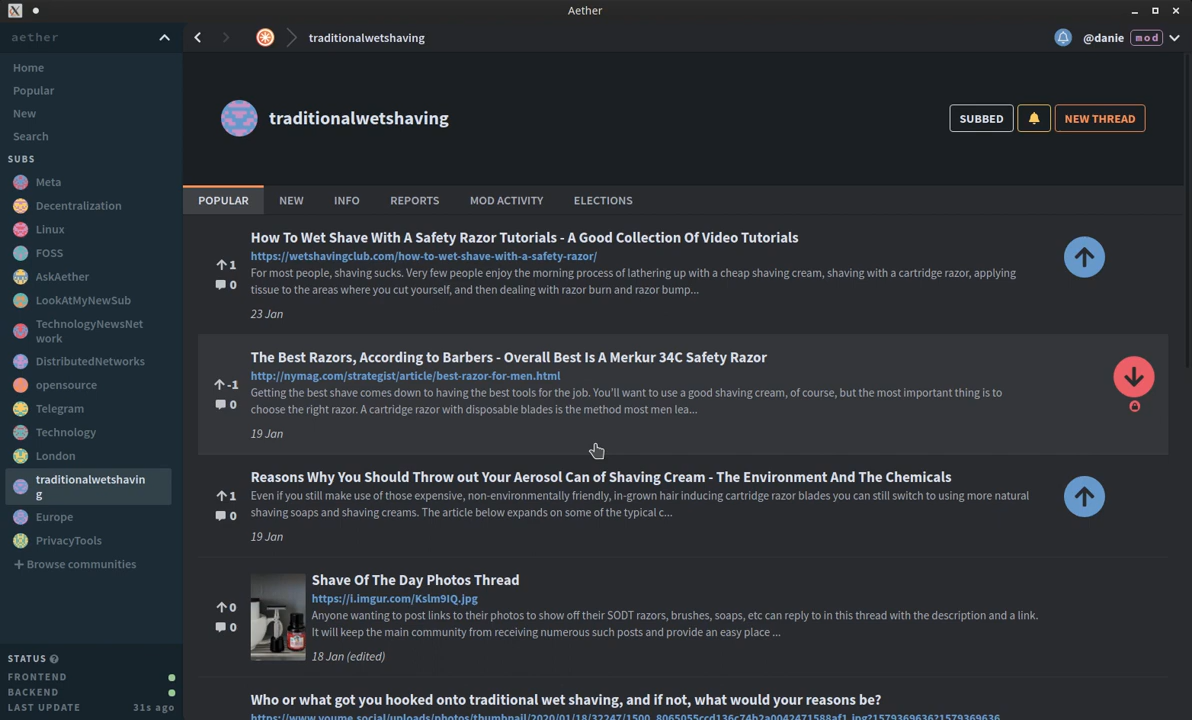 Aether
aether
traditionalwetshaving
@danie mod
Home
Popular
New
Search
SUBS
Meta
Decentralization
Linux
FOSS
AskAether
LookAtMyNewSub
TechnologyNewsNet
work
DistributedNetworks
opensource
Telegram
Technology
London
traditionalwetshavin
g
Europe
PrivacyTools
Browse communities
STATUS
FRONTEND
BACKEND
LAST UPDATE 31s ago
traditionalwetshaving
SUBBED
NEW THREAD
POPULAR NEW INFO REPORTS MOD ACTIVITY ELECTIONS
How To Wet Shave With A Safety Razor Tutorials - A Good Collection Of Video Tutorials
https://wetshavingclub.com/how-to-wet-shave-with-a-safety-razor/
1
0
For most people, shaving sucks. Very few people enjoy the morning process of lathering up with a cheap shaving cream, shaving with a cartridge razor, applying
tissue to the areas where you cut yourself, and then dealing with razor burn and razor bump...
23 Jan
The Best Razors, According to Barbers - Overall Best Is A Merkur 34C Safety Razor
http://nymag.com/strategist/article/best-razor-for-men.html
-1
0
Getting the best shave comes down to having the best tools for the job. You'll want to use a good shaving cream, of course, but the most important thing is to
choose the right razor. A cartridge razor with disposable blades is the method most men lea...
19 Jan
Reasons Why You Should Throw out Your Aerosol Can of Shaving Cream - The Environment And The Chemicals
1
0
Even if you still make use of those expensive, non-environmentally friendly, in-grown hair inducing cartridge razor blades you can still switch to using more natural
shaving soaps and shaving creams. The article below expands on some of the typical c...
19 Jan
Shave Of The Day Photos Thread
https://i.imgur.com/Kslm9IQ.jpg
0
0
Anyone wanting to post links to their photos to show off their SODT razors, brushes, soaps, etc can reply to in this thread with the description and a link.
It will keep the main community from receiving numerous such posts and provide an easy place ...
18 Jan (edited)
Who or what got you hooked onto traditional wet shaving, and if not, what would your reasons be?